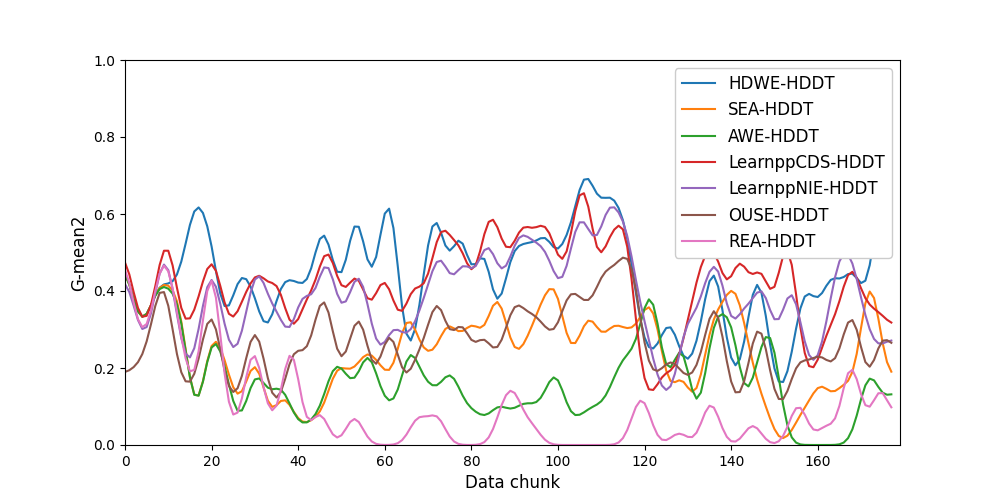 1.0
0.8
0.6
0.4
0.2
0.0
G-mean2
0
20
40
60
80
100
120
140
160
Data chunk
HDWE-HDDT
SEA-HDDT
AWE-HDDT
LearnppCDS-HDDT
LearnppNIE-HDDT
OUSE-HDDT
REA-HDDT